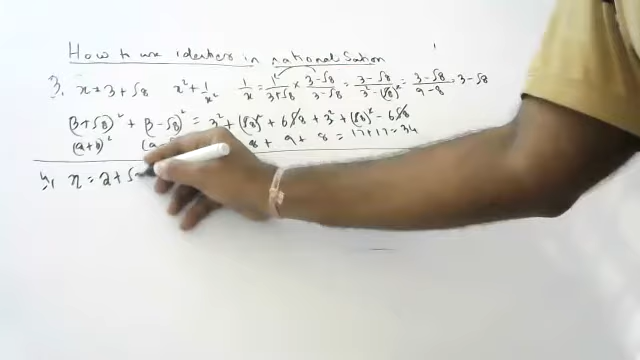 How to use identities in rationalisation
3. x = 3+√8 x² + 1/x² 1/x = 1/3+√8 × 3-√8/3-√8 = 3-√8/3²-(√8)² = 3-√8/9-8 = 3-√8
(3+√8)² + (3-√8)² = 3² + (√8)² + 6√8 + 3² + (√8)² - 6√8
(a+b)² (a- 8 + 9 + 8 = 17+17 = 34
4, x = 2+√